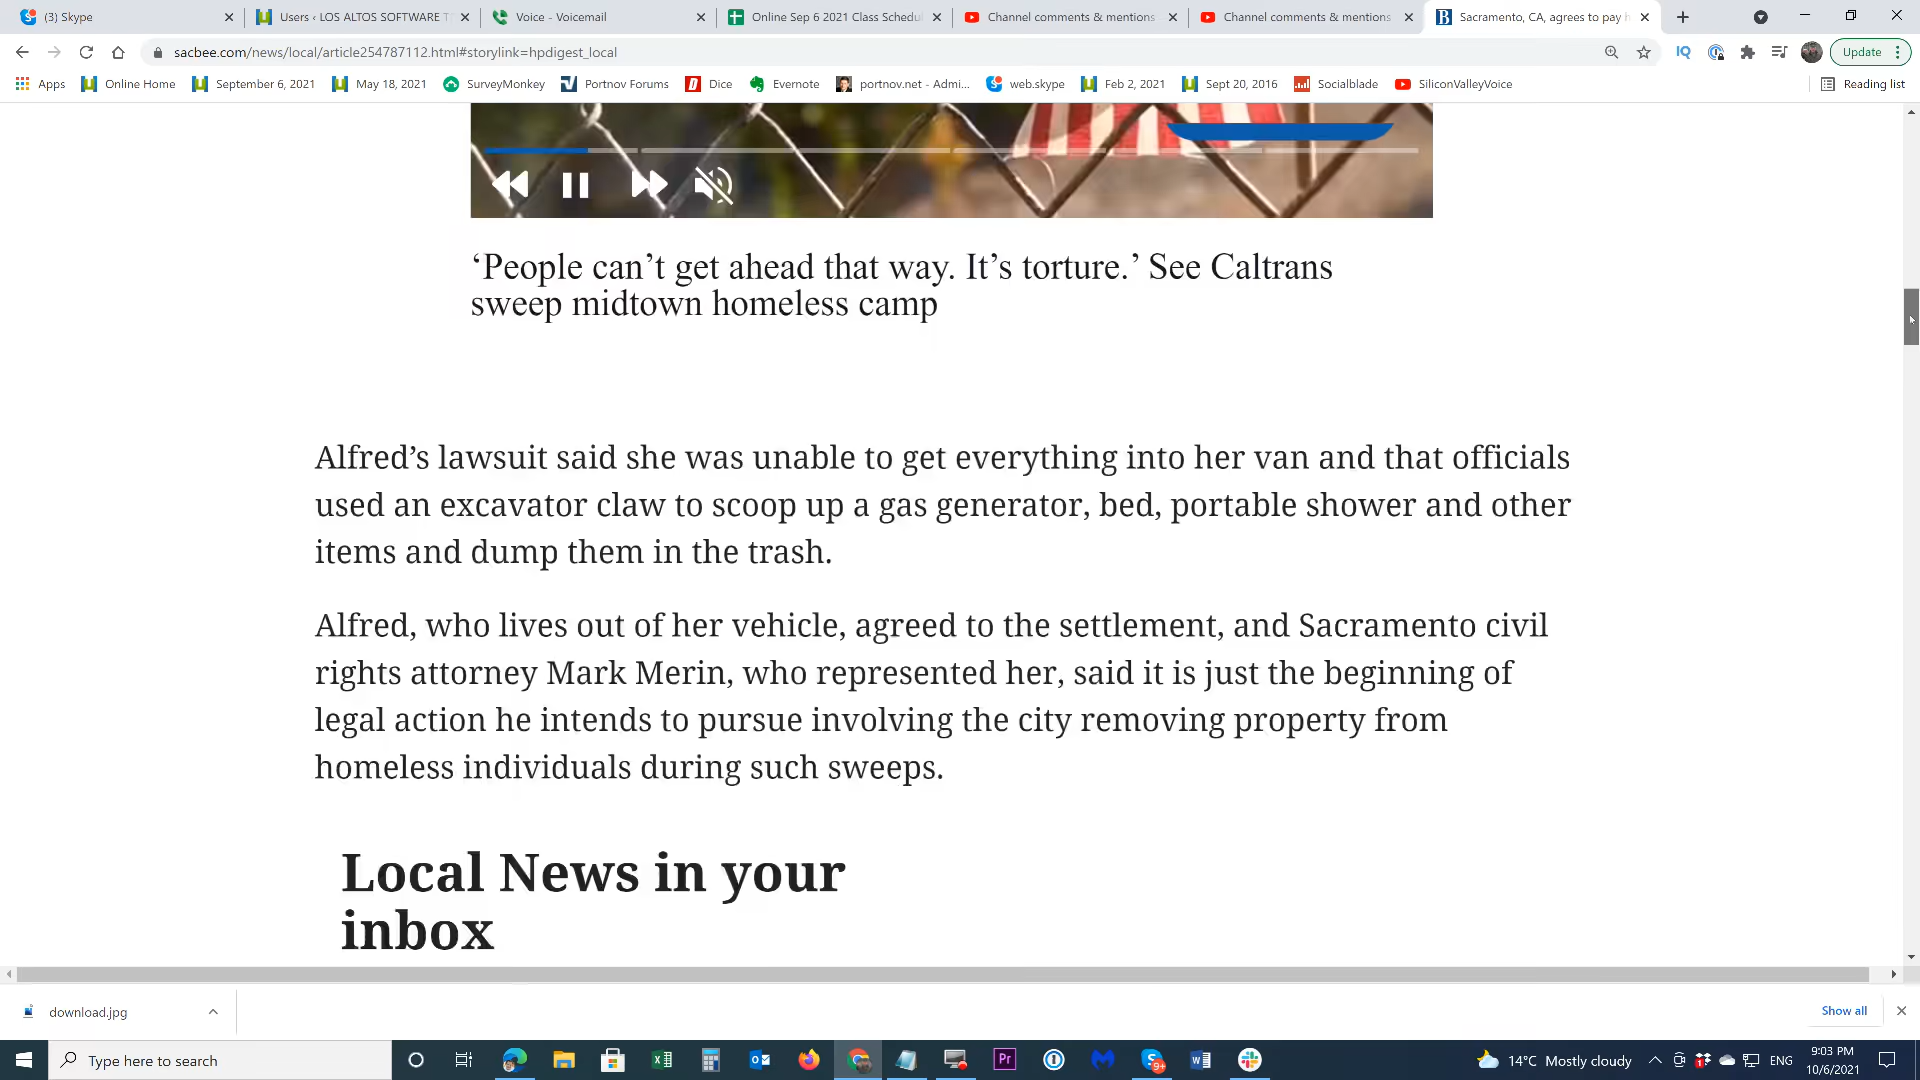 (3) Skype
Users ‹ LOS ALTOS SOFTWARE T
Voice - Voicemail
Online Sep 6 2021 Class Schedul
Channel comments & mentions
Channel comments & mentions
Sacramento, CA, agrees to pay h
sacbee.com/news/local/article254787112.html#storylink=hpdigest_local
IQ
Update
Apps
Online Home
September 6, 2021
May 18, 2021
SurveyMonkey
Portnov Forums
Dice
Evernote
portnov.net - Admi...
web.skype
Feb 2, 2021
Sept 20, 2016
Socialblade
SiliconValleyVoice
Reading list
‘People can’t get ahead that way. It’s torture.’ See Caltrans
sweep midtown homeless camp
Alfred’s lawsuit said she was unable to get everything into her van and that officials
used an excavator claw to scoop up a gas generator, bed, portable shower and other
items and dump them in the trash.
Alfred, who lives out of her vehicle, agreed to the settlement, and Sacramento civil
rights attorney Mark Merin, who represented her, said it is just the beginning of
legal action he intends to pursue involving the city removing property from
homeless individuals during such sweeps.
Local News in your
inbox
download.jpg
Show all
Type here to search
Pr
9+
14°C Mostly cloudy
ENG
9:03 PM
10/6/2021